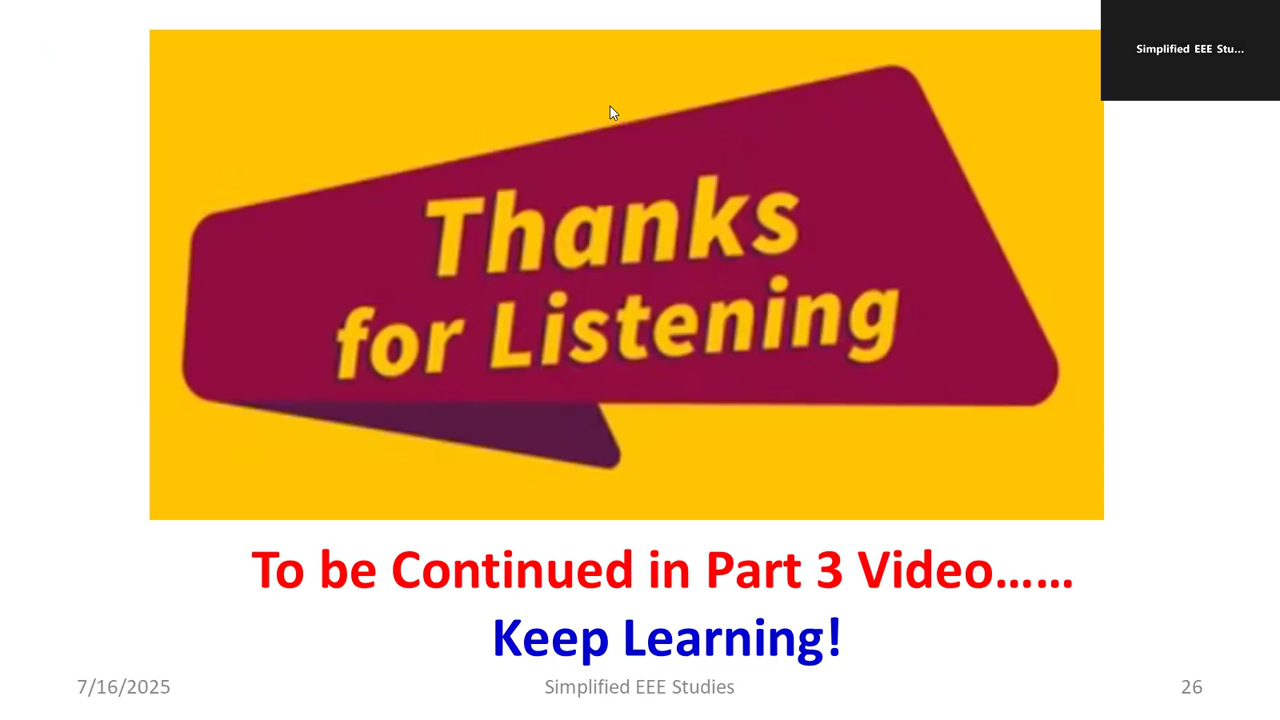 Simplified EEE Stu...
Thanks
for Listening
To be Continued in Part 3 Video……
Keep Learning!
7/16/2025
Simplified EEE Studies
26